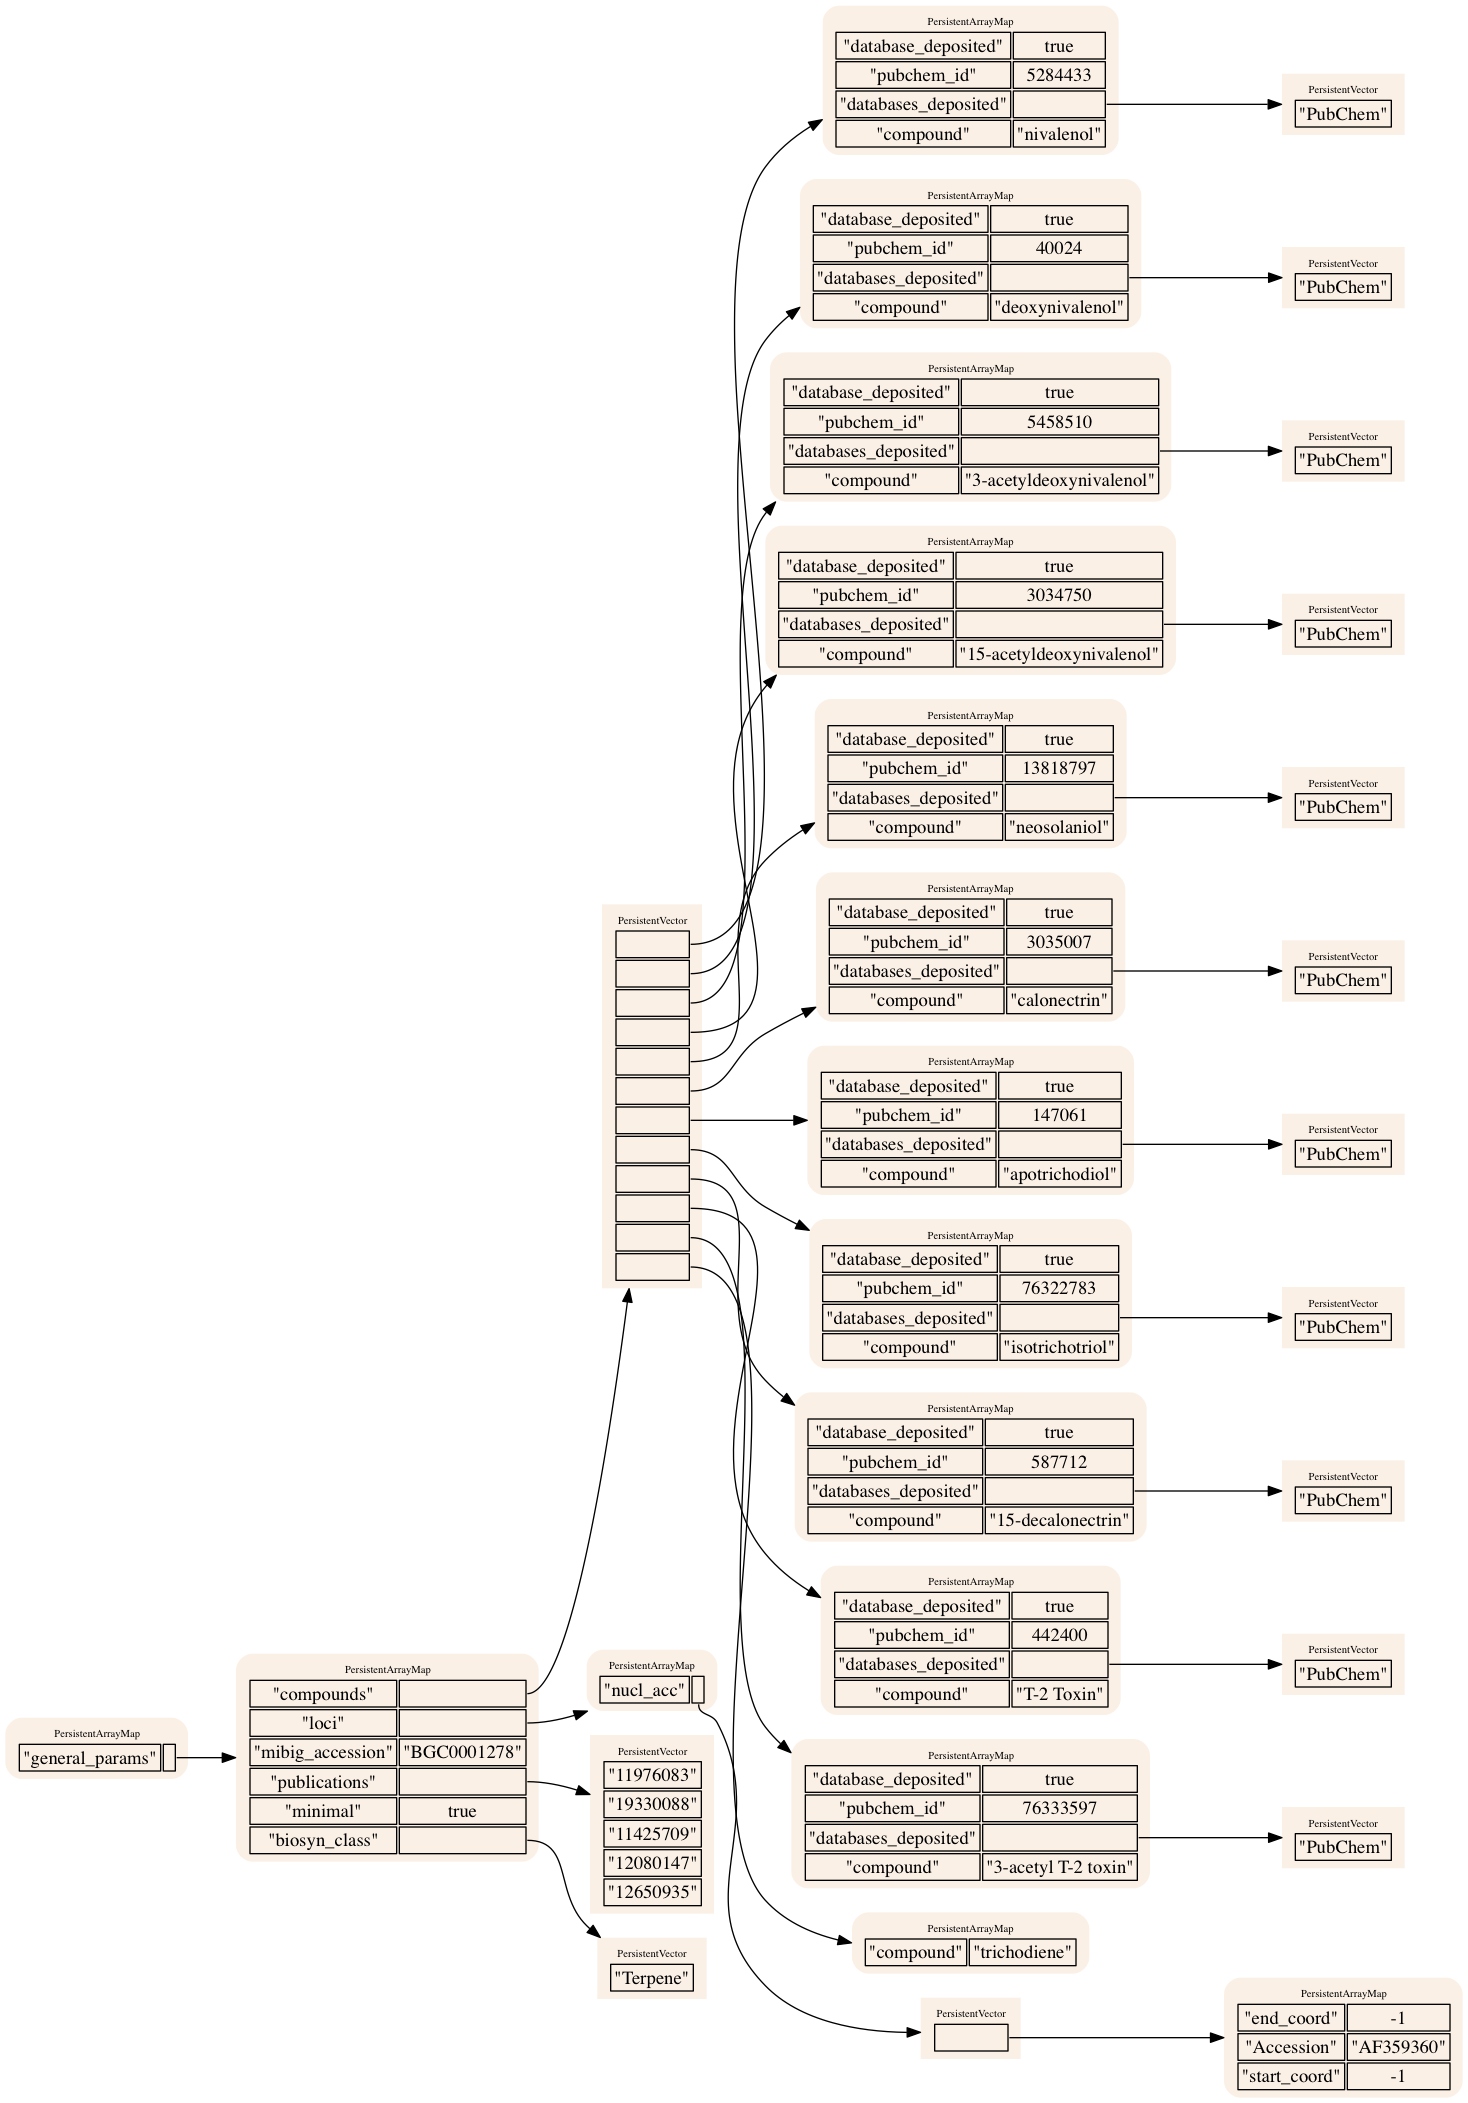 PersistentArrayMap
"database_deposited" true
"pubchem_id" 5284433
"databases_deposited"
"compound" "nivalenol"
PersistentVector
"PubChem"
PersistentArrayMap
"database_deposited" true
"pubchem_id" 40024
"databases_deposited"
"compound" "deoxynivalenol"
PersistentVector
"PubChem"
PersistentArrayMap
"database_deposited" true
"pubchem_id" 5458510
"databases_deposited"
"compound" "3-acetyldeoxynivalenol"
PersistentVector
"PubChem"
PersistentArrayMap
"database_deposited" true
"pubchem_id" 3034750
"databases_deposited"
"compound" "15-acetyldeoxynivalenol"
PersistentVector
"PubChem"
PersistentArrayMap
"database_deposited" true
"pubchem_id" 13818797
"databases_deposited"
"compound" "neosolaniol"
PersistentVector
"PubChem"
PersistentVector
PersistentArrayMap
"database_deposited" true
"pubchem_id" 3035007
"databases_deposited"
"compound" "calonectrin"
PersistentVector
"PubChem"
PersistentArrayMap
"database_deposited" true
"pubchem_id" 147061
"databases_deposited"
"compound" "apotrichodiol"
PersistentVector
"PubChem"
PersistentArrayMap
"database_deposited" true
"pubchem_id" 76322783
"databases_deposited"
"compound" "isotrichotriol"
PersistentVector
"PubChem"
PersistentArrayMap
"database_deposited" true
"pubchem_id" 587712
"databases_deposited"
"compound" "15-decalonectrin"
PersistentVector
"PubChem"
PersistentArrayMap
"database_deposited" true
"pubchem_id" 442400
"databases_deposited"
"compound" "T-2 Toxin"
PersistentVector
"PubChem"
PersistentArrayMap
"general_params"
PersistentArrayMap
"compounds"
"loci"
"mibig_accession" "BGC0001278"
"publications"
"minimal" true
"biosyn_class"
PersistentArrayMap
"nucl_acc"
PersistentVector
"11976083"
"19330088"
"11425709"
"12080147"
"12650935"
PersistentVector
"Terpene"
PersistentArrayMap
"database_deposited" true
"pubchem_id" 76333597
"databases_deposited"
"compound" "3-acetyl T-2 toxin"
PersistentVector
"PubChem"
PersistentArrayMap
"compound" "trichodiene"
PersistentVector
PersistentArrayMap
"end_coord" -1
"Accession" "AF359360"
"start_coord" -1